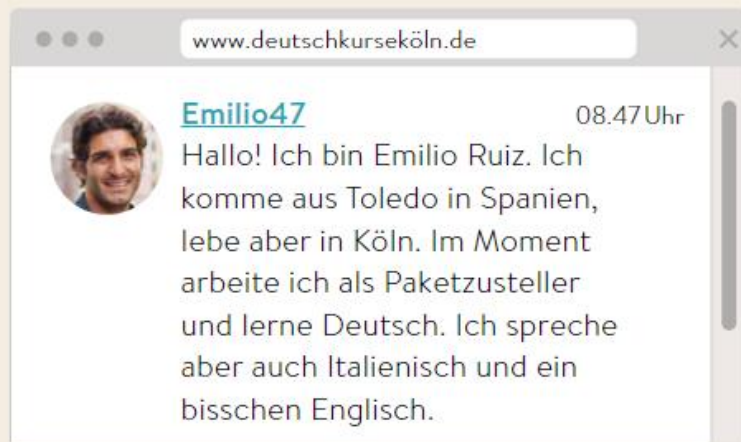 www.deutschkurseköln.de
Emilio47 08.47 Uhr
Hallo! Ich bin Emilio Ruiz. Ich
komme aus Toledo in Spanien,
lebe aber in Köln. Im Moment
arbeite ich als Paketzusteller
und lerne Deutsch. Ich spreche
aber auch Italienisch und ein
bisschen Englisch.